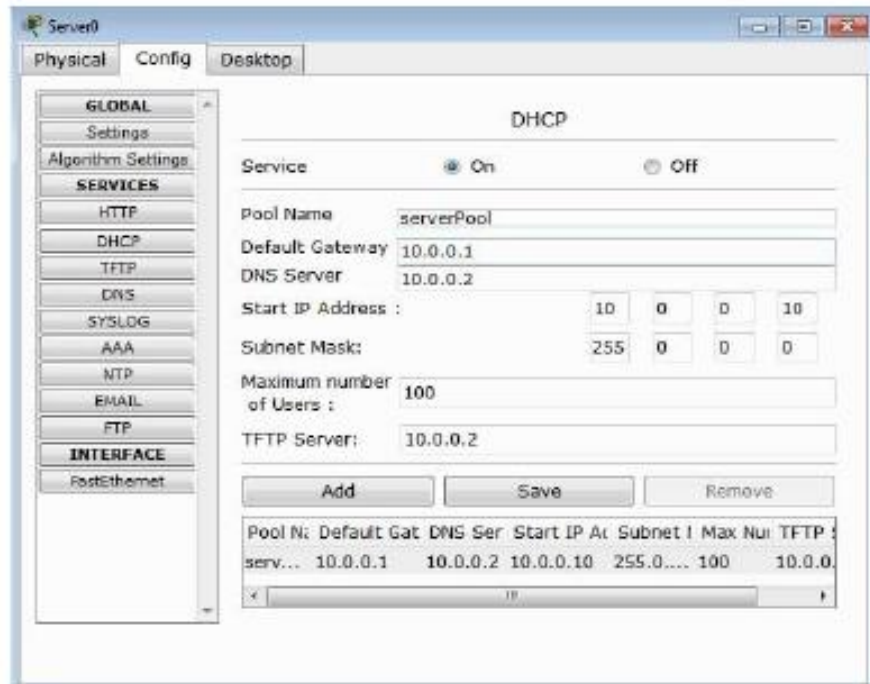 Server0
Physical Config Desktop
GLOBAL
Settings
Algorithm Settings
SERVICES
HTTP
DHCP
TFTP
DNS
SYSLOG
AAA
NTP
EMAIL
FTP
INTERFACE
FastEthernet
DHCP
Service On Off
Pool Name serverPool
Default Gateway 10.0.0.1
DNS Server 10.0.0.2
Start IP Address : 10 0 0 10
Subnet Mask: 255 0 0 0
Maximum number
of Users : 100
TFTP Server: 10.0.0.2
Add Save Remove
Pool Na Default Gat DNS Ser Start IP Ac Subnet Max Nur TFTP
serv... 10.0.0.1 10.0.0.2 10.0.0.10 255.0.... 100 10.0.0.